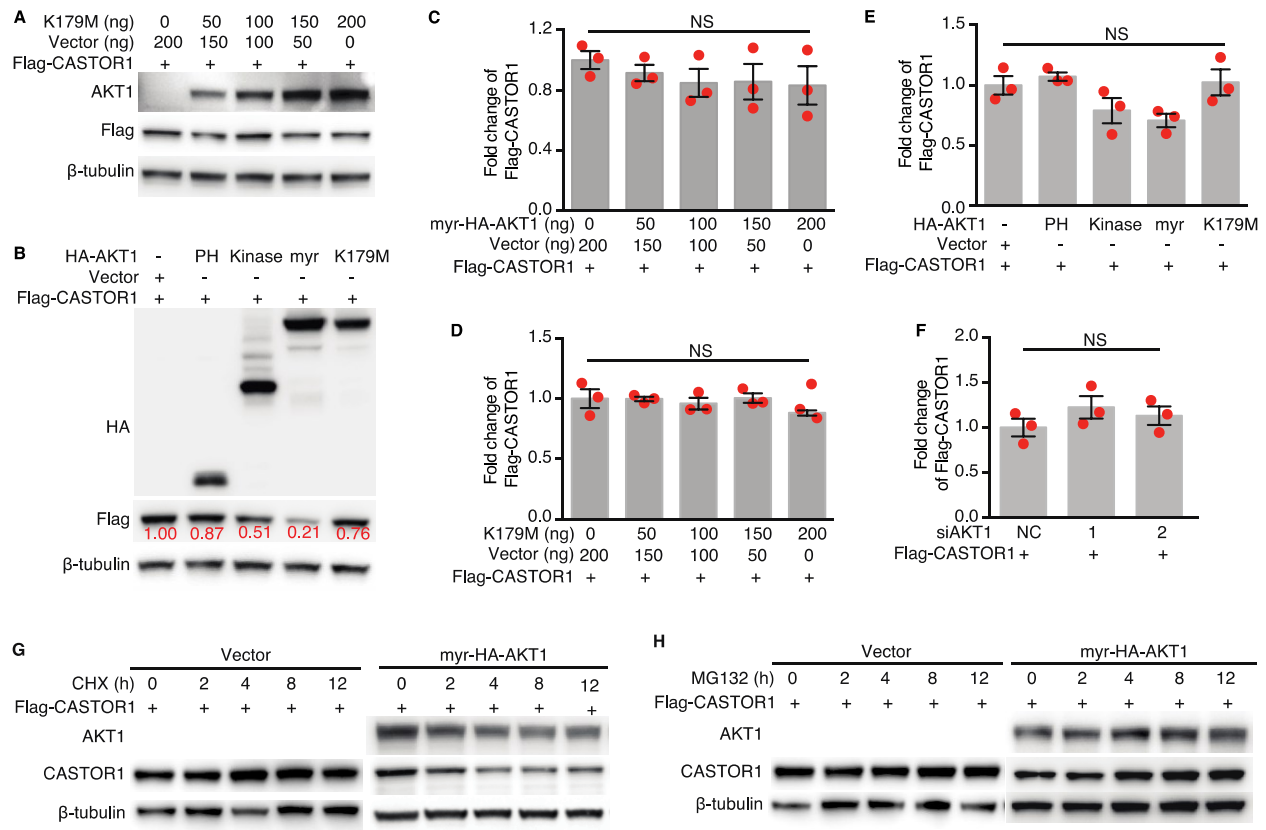 A
K179M (ng) 0 50 100 150 200
Vector (ng) 200 150 100 50 0
Flag-CASTOR1 + + + + +
AKT1
Flag
β-tubulin
B
HA-AKT1 - PH Kinase myr K179M
Vector + - - - -
Flag-CASTOR1 + + + + +
HA
Flag
1.00 0.87 0.51 0.21 0.76
β-tubulin
C
NS
1.2
0.8
0.4
0.0
Fold change of
Flag-CASTOR1
myr-HA-AKT1 (ng) 0 50 100 150 200
Vector (ng) 200 150 100 50 0
Flag-CASTOR1 + + + + +
D
NS
1.5
1.0
0.5
0.0
Fold change of
Flag-CASTOR1
K179M (ng) 0 50 100 150 200
Vector (ng) 200 150 100 50 0
Flag-CASTOR1 + + + + +
E
NS
1.5
1.0
0.5
0.0
Fold change of
Flag-CASTOR1
HA-AKT1 - PH Kinase myr K179M
Vector + - - - -
Flag-CASTOR1 + + + + +
F
NS
2.0
1.5
1.0
0.5
0.0
Fold change
of Flag-CASTOR1
siAKT1 NC 1 2
Flag-CASTOR1 + + +
G
Vector myr-HA-AKT1
CHX (h) 0 2 4 8 12 0 2 4 8 12
Flag-CASTOR1 + + + + + + + + + +
AKT1
CASTOR1
β-tubulin
H
Vector myr-HA-AKT1
MG132 (h) 0 2 4 8 12 0 2 4 8 12
Flag-CASTOR1 + + + + + + + + + +
AKT1
CASTOR1
β-tubulin